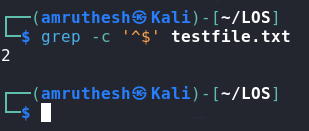 ┌──(amruthesh㉿Kali)-[~/LOS]
└─$ grep -c '^$' testfile.txt
2
┌──(amruthesh㉿Kali)-[~/LOS]
└─$